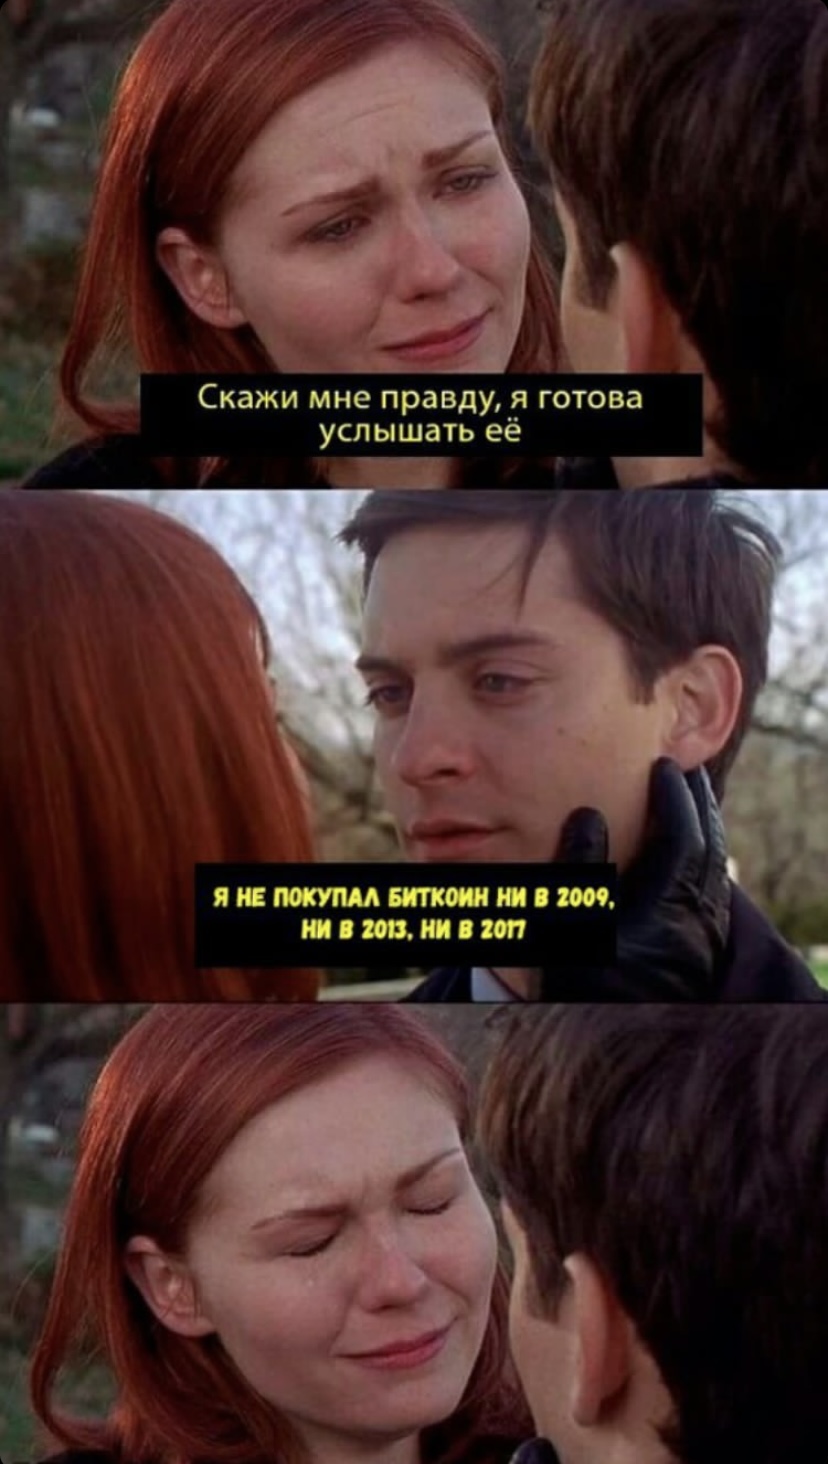 Скажи мне правду, я готова
услышать её
Я НЕ ПОКУПАЛ БИТКОИН НИ В 2009,
НИ В 2013, НИ В 2017